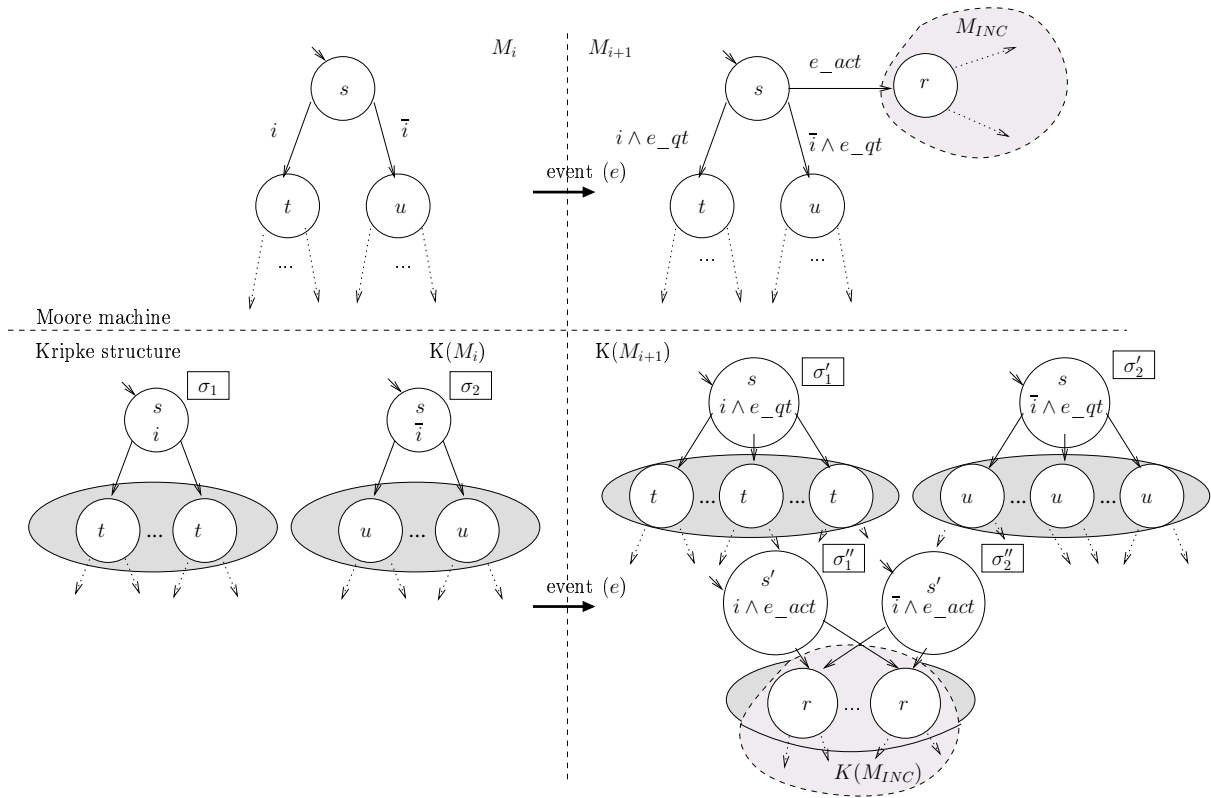 M_i
M_{i+1}
M_{INC}
s
i
i̅
t
u
...
...
event (e)
s
e_act
r
i ∧ e_qt
i̅ ∧ e_qt
t
u
...
...
Moore machine
Kripke structure
K(M_i)
K(M_{i+1})
s
i
σ_1
t ... t
s
i̅
σ_2
u ... u
event (e)
s
i ∧ e_qt
σ'_1
t ... t ... t
s
i̅ ∧ e_qt
σ'_2
u ... u ... u
s'
i ∧ e_act
σ''_1
s'
i̅ ∧ e_act
σ''_2
r ... r
K(M_{INC})